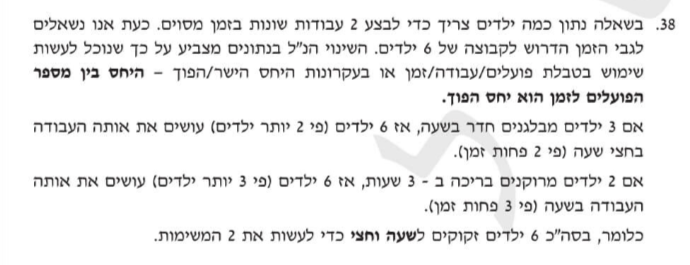 38. בשאלה נתון כמה ילדים צריך כדי לבצע 2 עבודות שונות בזמן מסוים. כעת אנו נשאלים
לגבי הזמן הדרוש לקבוצה של 6 ילדים. השינוי הנ"ל בנתונים מצביע על כך שנוכל לעשות
שימוש בטבלת פועלים/עבודה/זמן או בעקרונות היחס הישר/הפוך – היחס בין מספר
הפועלים לזמן הוא יחס הפוך.
אם 3 ילדים מבלגנים חדר בשעה, אז 6 ילדים (פי 2 יותר ילדים) עושים את אותה העבודה
בחצי שעה (פי 2 פחות זמן).
אם 2 ילדים מרוקנים בריכה ב - 3 שעות, אז 6 ילדים (פי 3 יותר ילדים) עושים את אותה
העבודה בשעה (פי 3 פחות זמן).
כלומר, בסה"כ 6 ילדים זקוקים לשעה וחצי כדי לעשות את 2 המשימות.